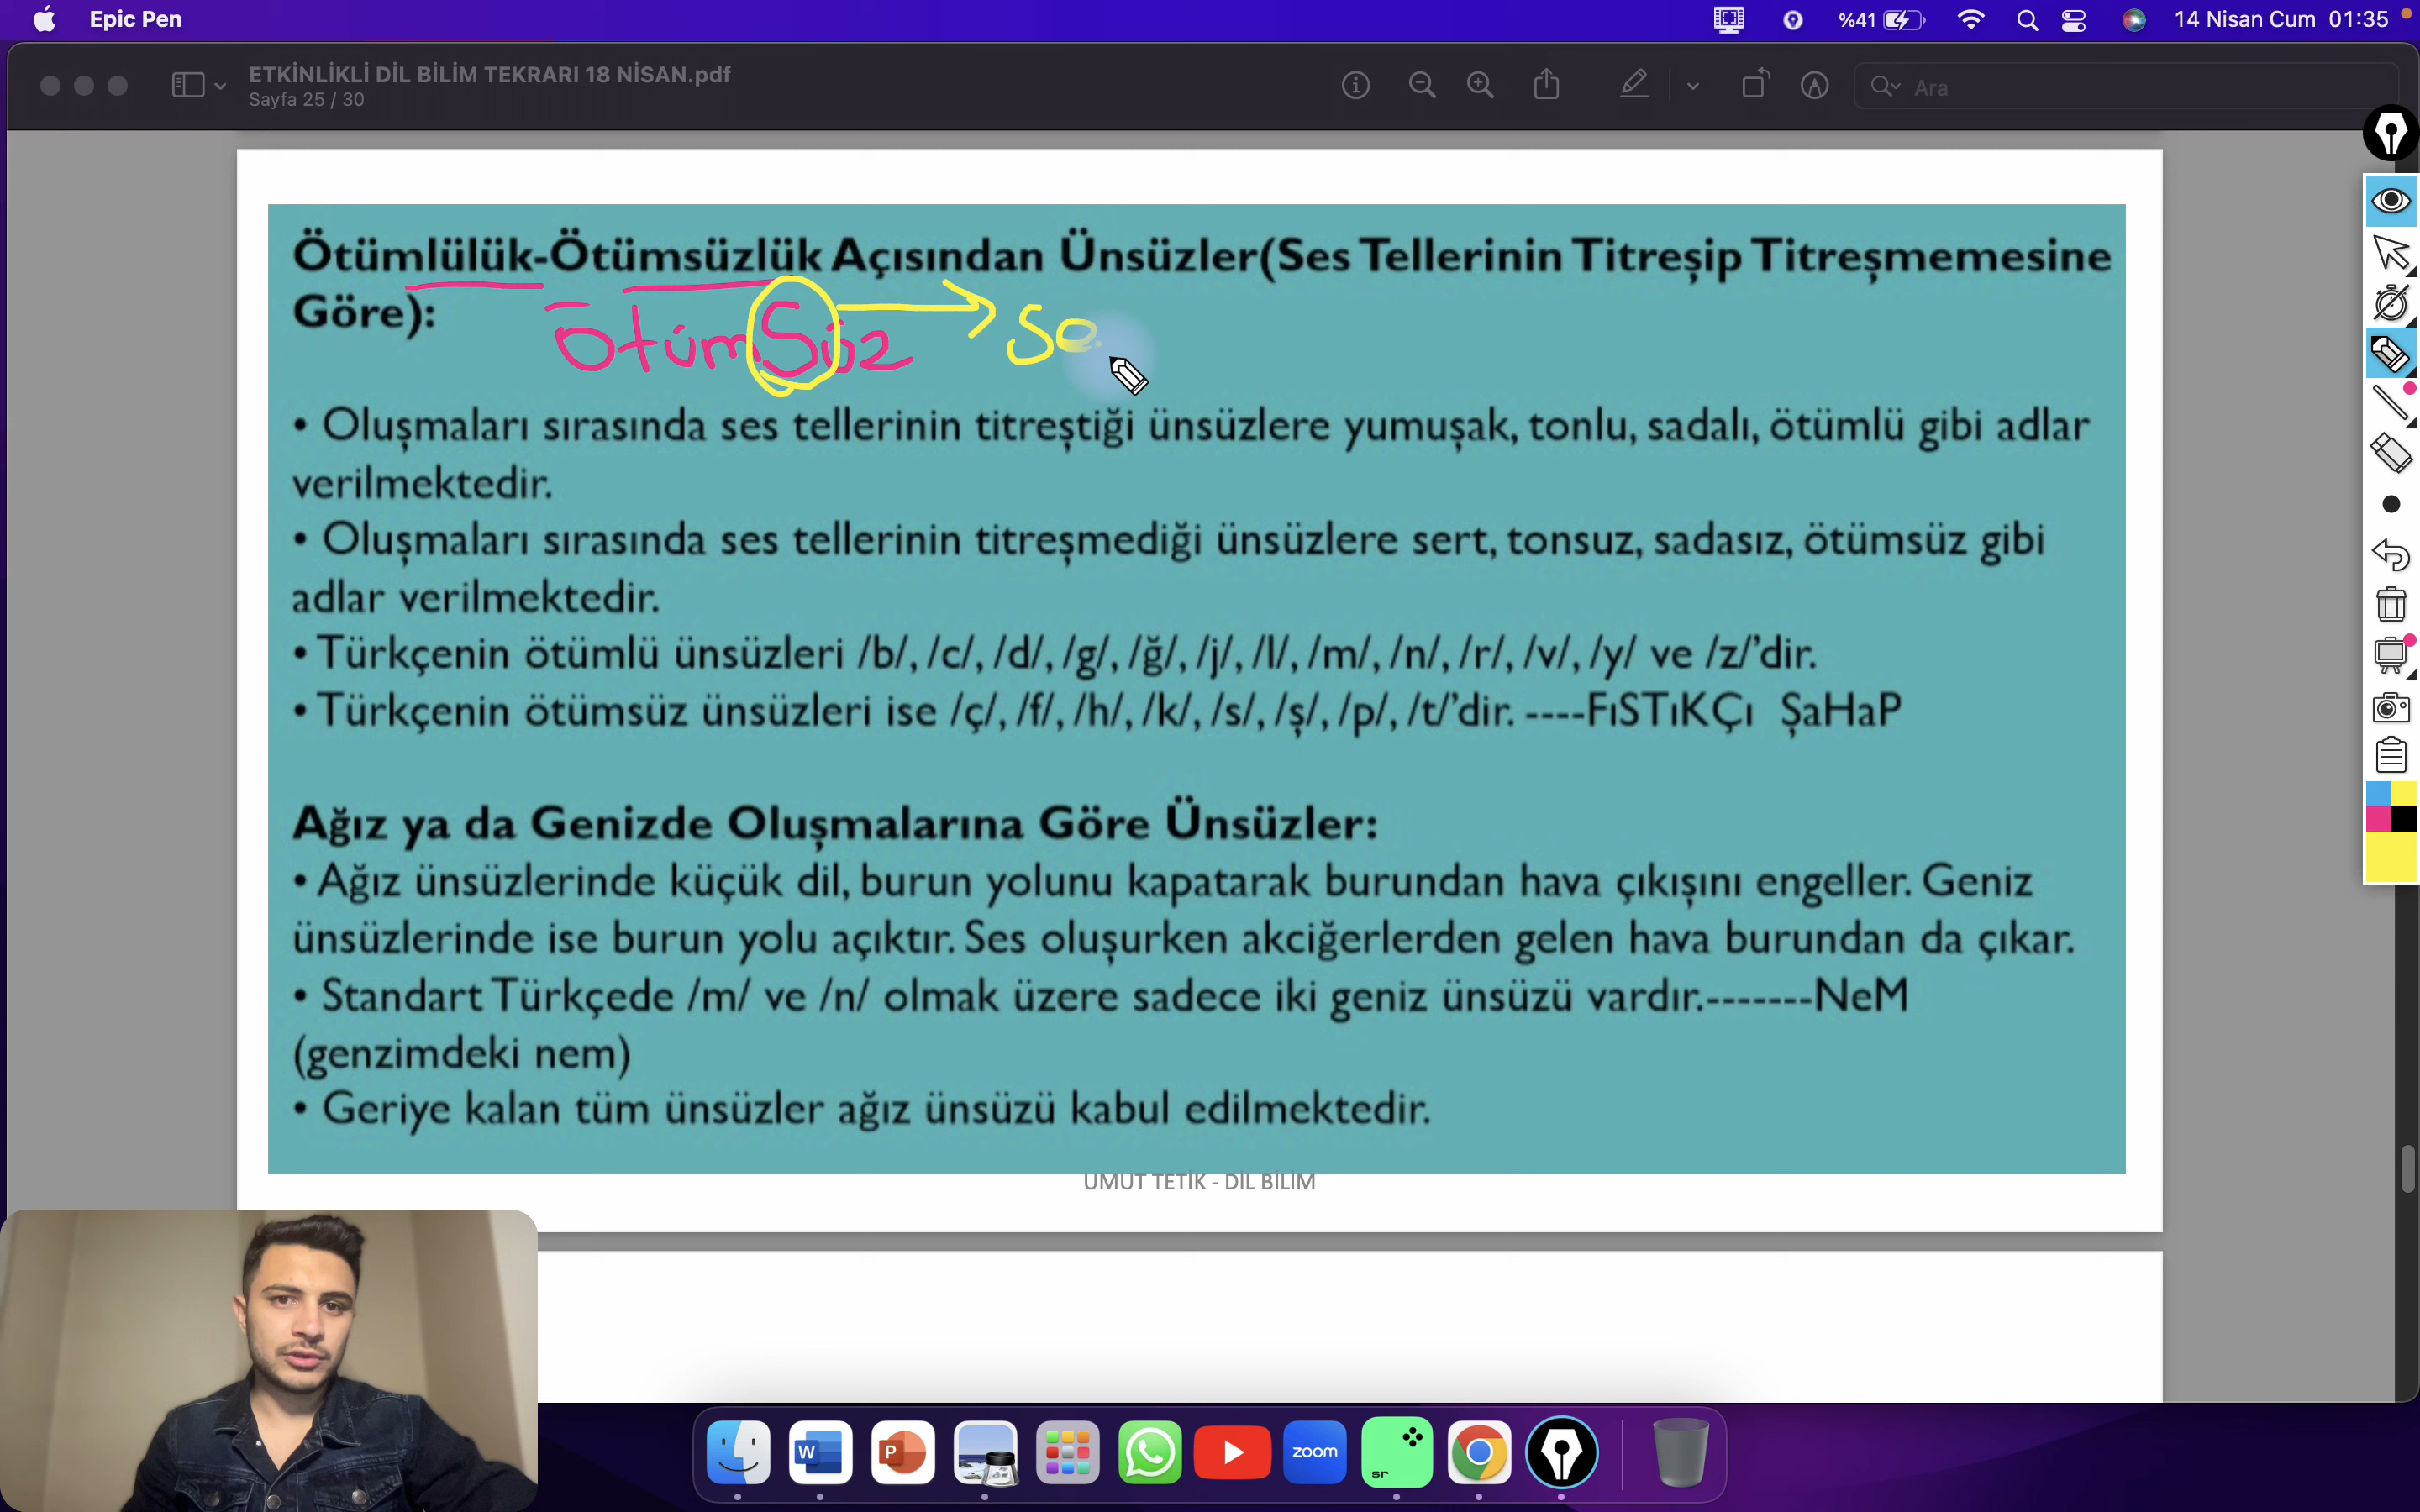 Epic Pen
%41
14 Nisan Cum 01:35
ETKİNLİKLİ DİL BİLİM TEKRARI 18 NİSAN.pdf
Sayfa 25 / 30
Ara
Ötümlülük-Ötümsüzlük Açısından Ünsüzler(Ses Tellerinin Titreşip Titreşmemesine
Göre):
ötümSüz
se
• Oluşmaları sırasında ses tellerinin titreştiği ünsüzlere yumuşak, tonlu, sadalı, ötümlü gibi adlar
verilmektedir.
• Oluşmaları sırasında ses tellerinin titreşmediği ünsüzlere sert, tonsuz, sadasız, ötümsüz gibi
adlar verilmektedir.
• Türkçenin ötümlü ünsüzleri /b/, /c/, /d/, /g/, /ğ/, /j/, /l/, /m/, /n/, /r/, /v/, /y/ ve /z/’dir.
• Türkçenin ötümsüz ünsüzleri ise /ç/, /f/, /h/, /k/, /s/, /ş/, /p/, /t/’dir. ----FıSTıKÇı ŞaHaP
Ağız ya da Genizde Oluşmalarına Göre Ünsüzler:
• Ağız ünsüzlerinde küçük dil, burun yolunu kapatarak burundan hava çıkışını engeller. Geniz
ünsüzlerinde ise burun yolu açıktır. Ses oluşurken akciğerlerden gelen hava burundan da çıkar.
• Standart Türkçede /m/ ve /n/ olmak üzere sadece iki geniz ünsüzü vardır.-------NeM
(genzimdeki nem)
• Geriye kalan tüm ünsüzler ağız ünsüzü kabul edilmektedir.
UMUT TETİK - DİL BİLİM
W
P
zoom
sr